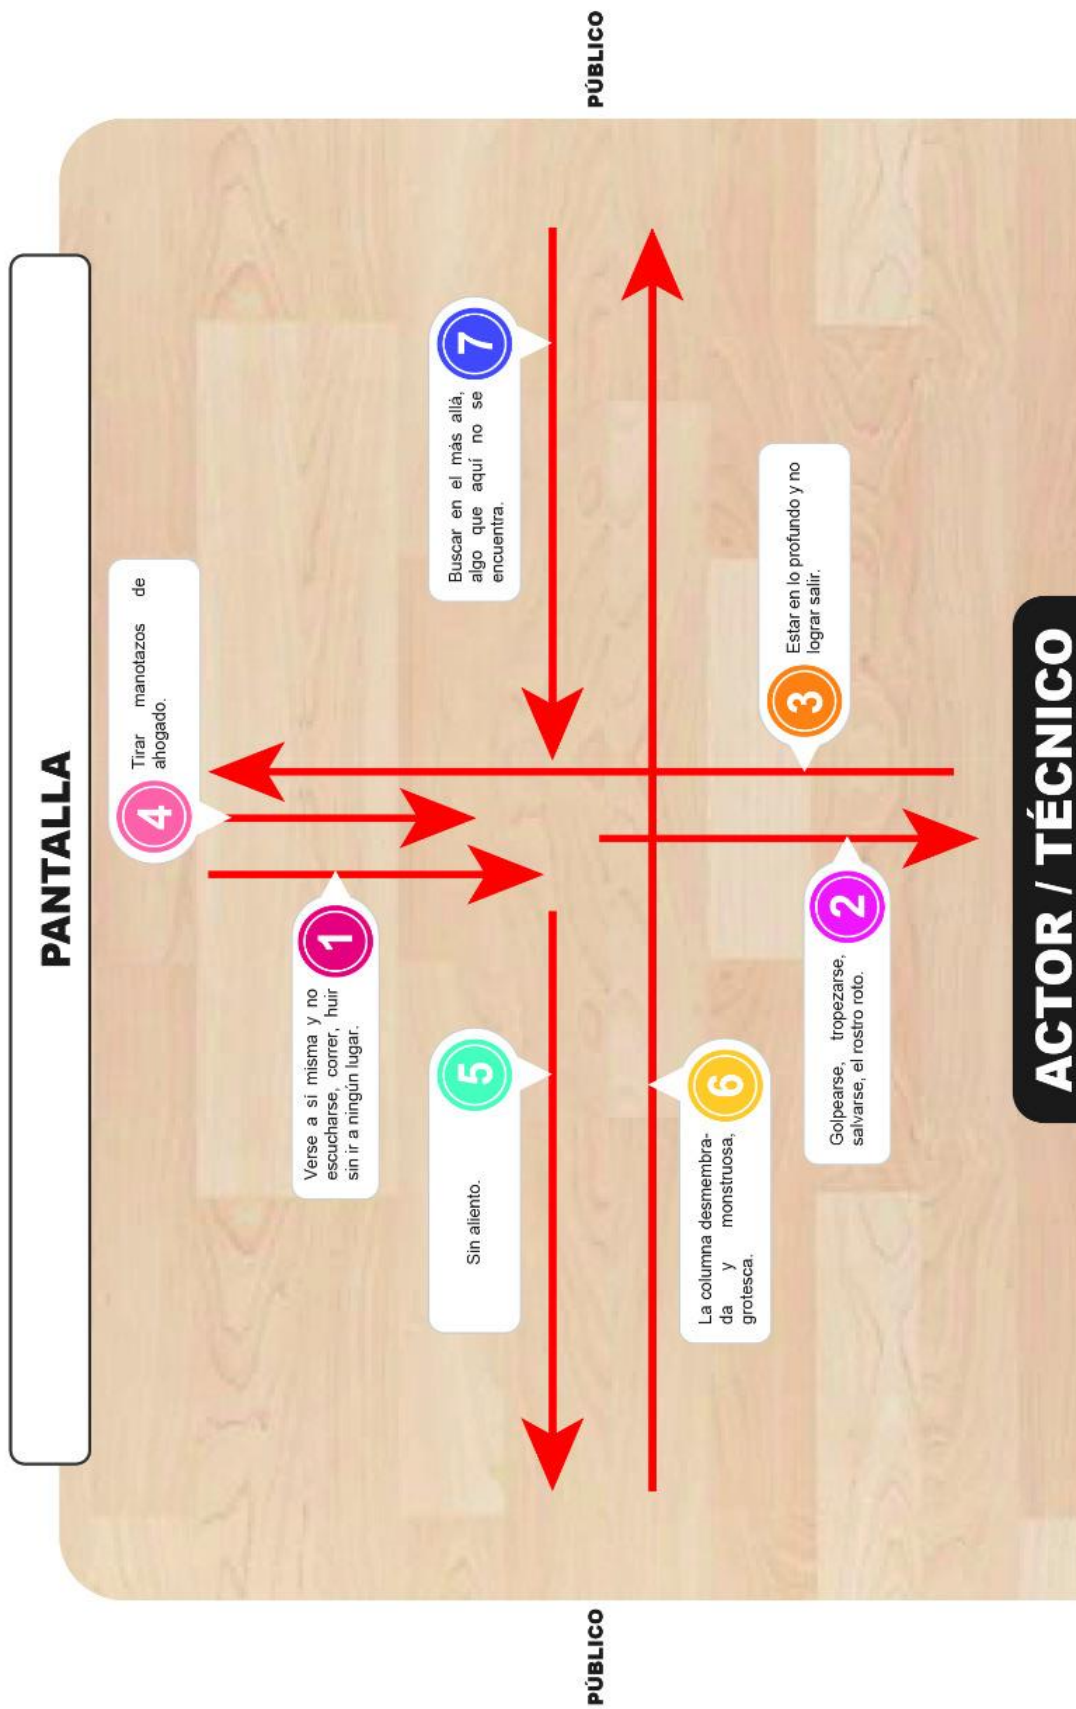 PANTALLA
PÚBLICO
PÚBLICO
1
Verse a si misma y no
escucharse, correr, huir
sin ir a ningún lugar.
2
Golpearse, tropezarse,
salvarse, el rostro roto.
3
Estar en lo profundo y no
lograr salir.
4
Tirar manotazos de
ahogado.
5
Sin aliento.
6
La columna desmembra-
da y monstruosa,
grotesca.
7
Buscar en el más allá,
algo que aquí no se
encuentra.
ACTOR / TÉCNICO